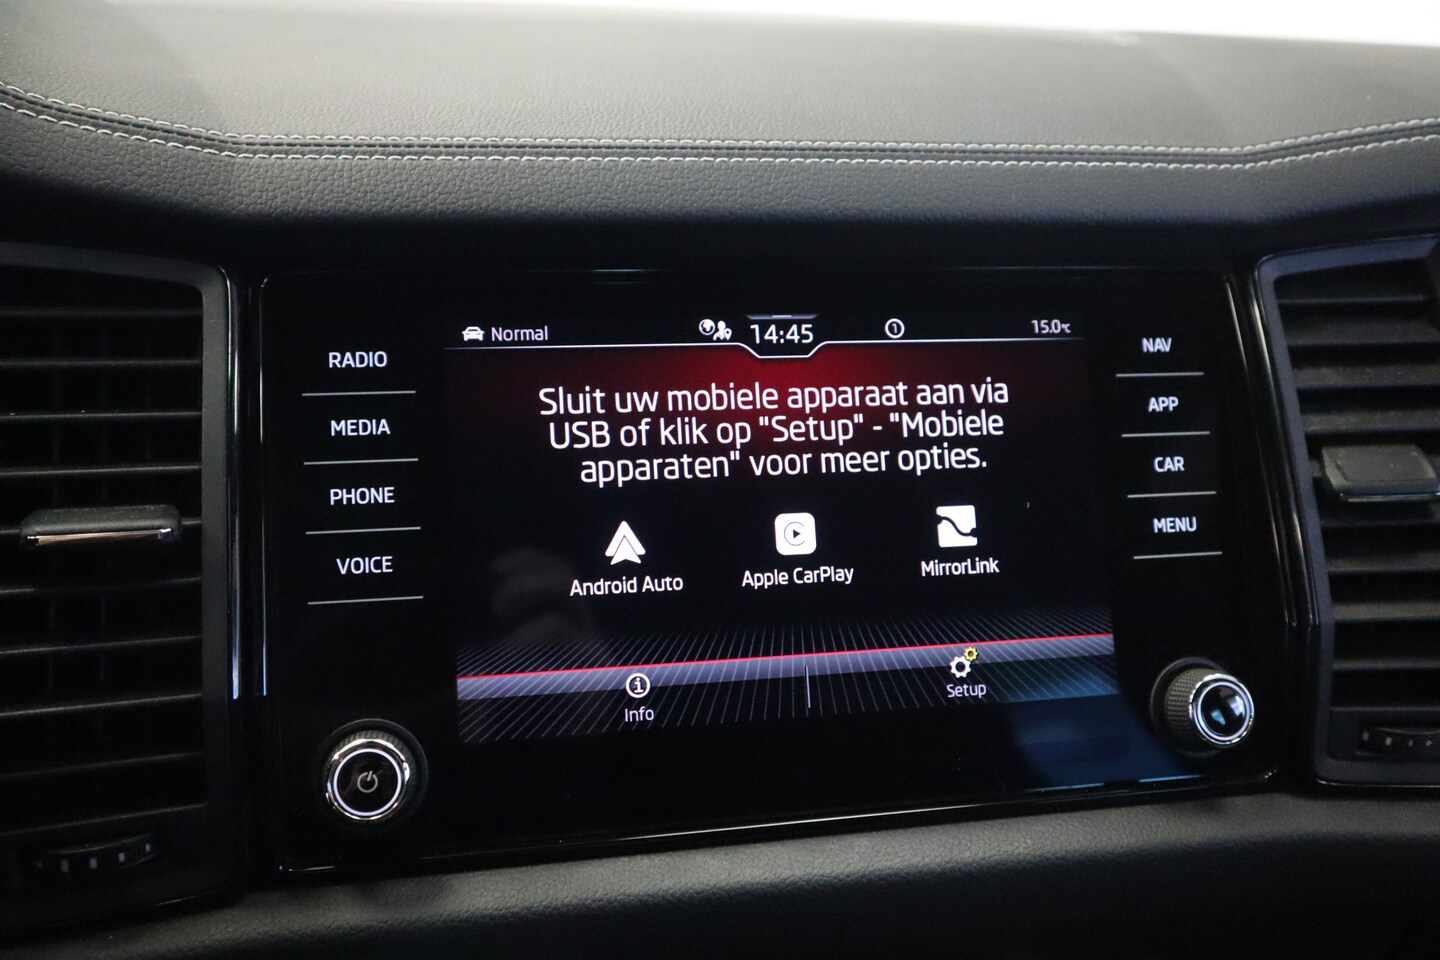 Normal
14:45
1
15.0°C
RADIO
MEDIA
PHONE
VOICE
NAV
APP
CAR
MENU
Sluit uw mobiele apparaat aan via
USB of klik op "Setup" - "Mobiele
apparaten" voor meer opties.
Android Auto
Apple CarPlay
MirrorLink
Info
Setup